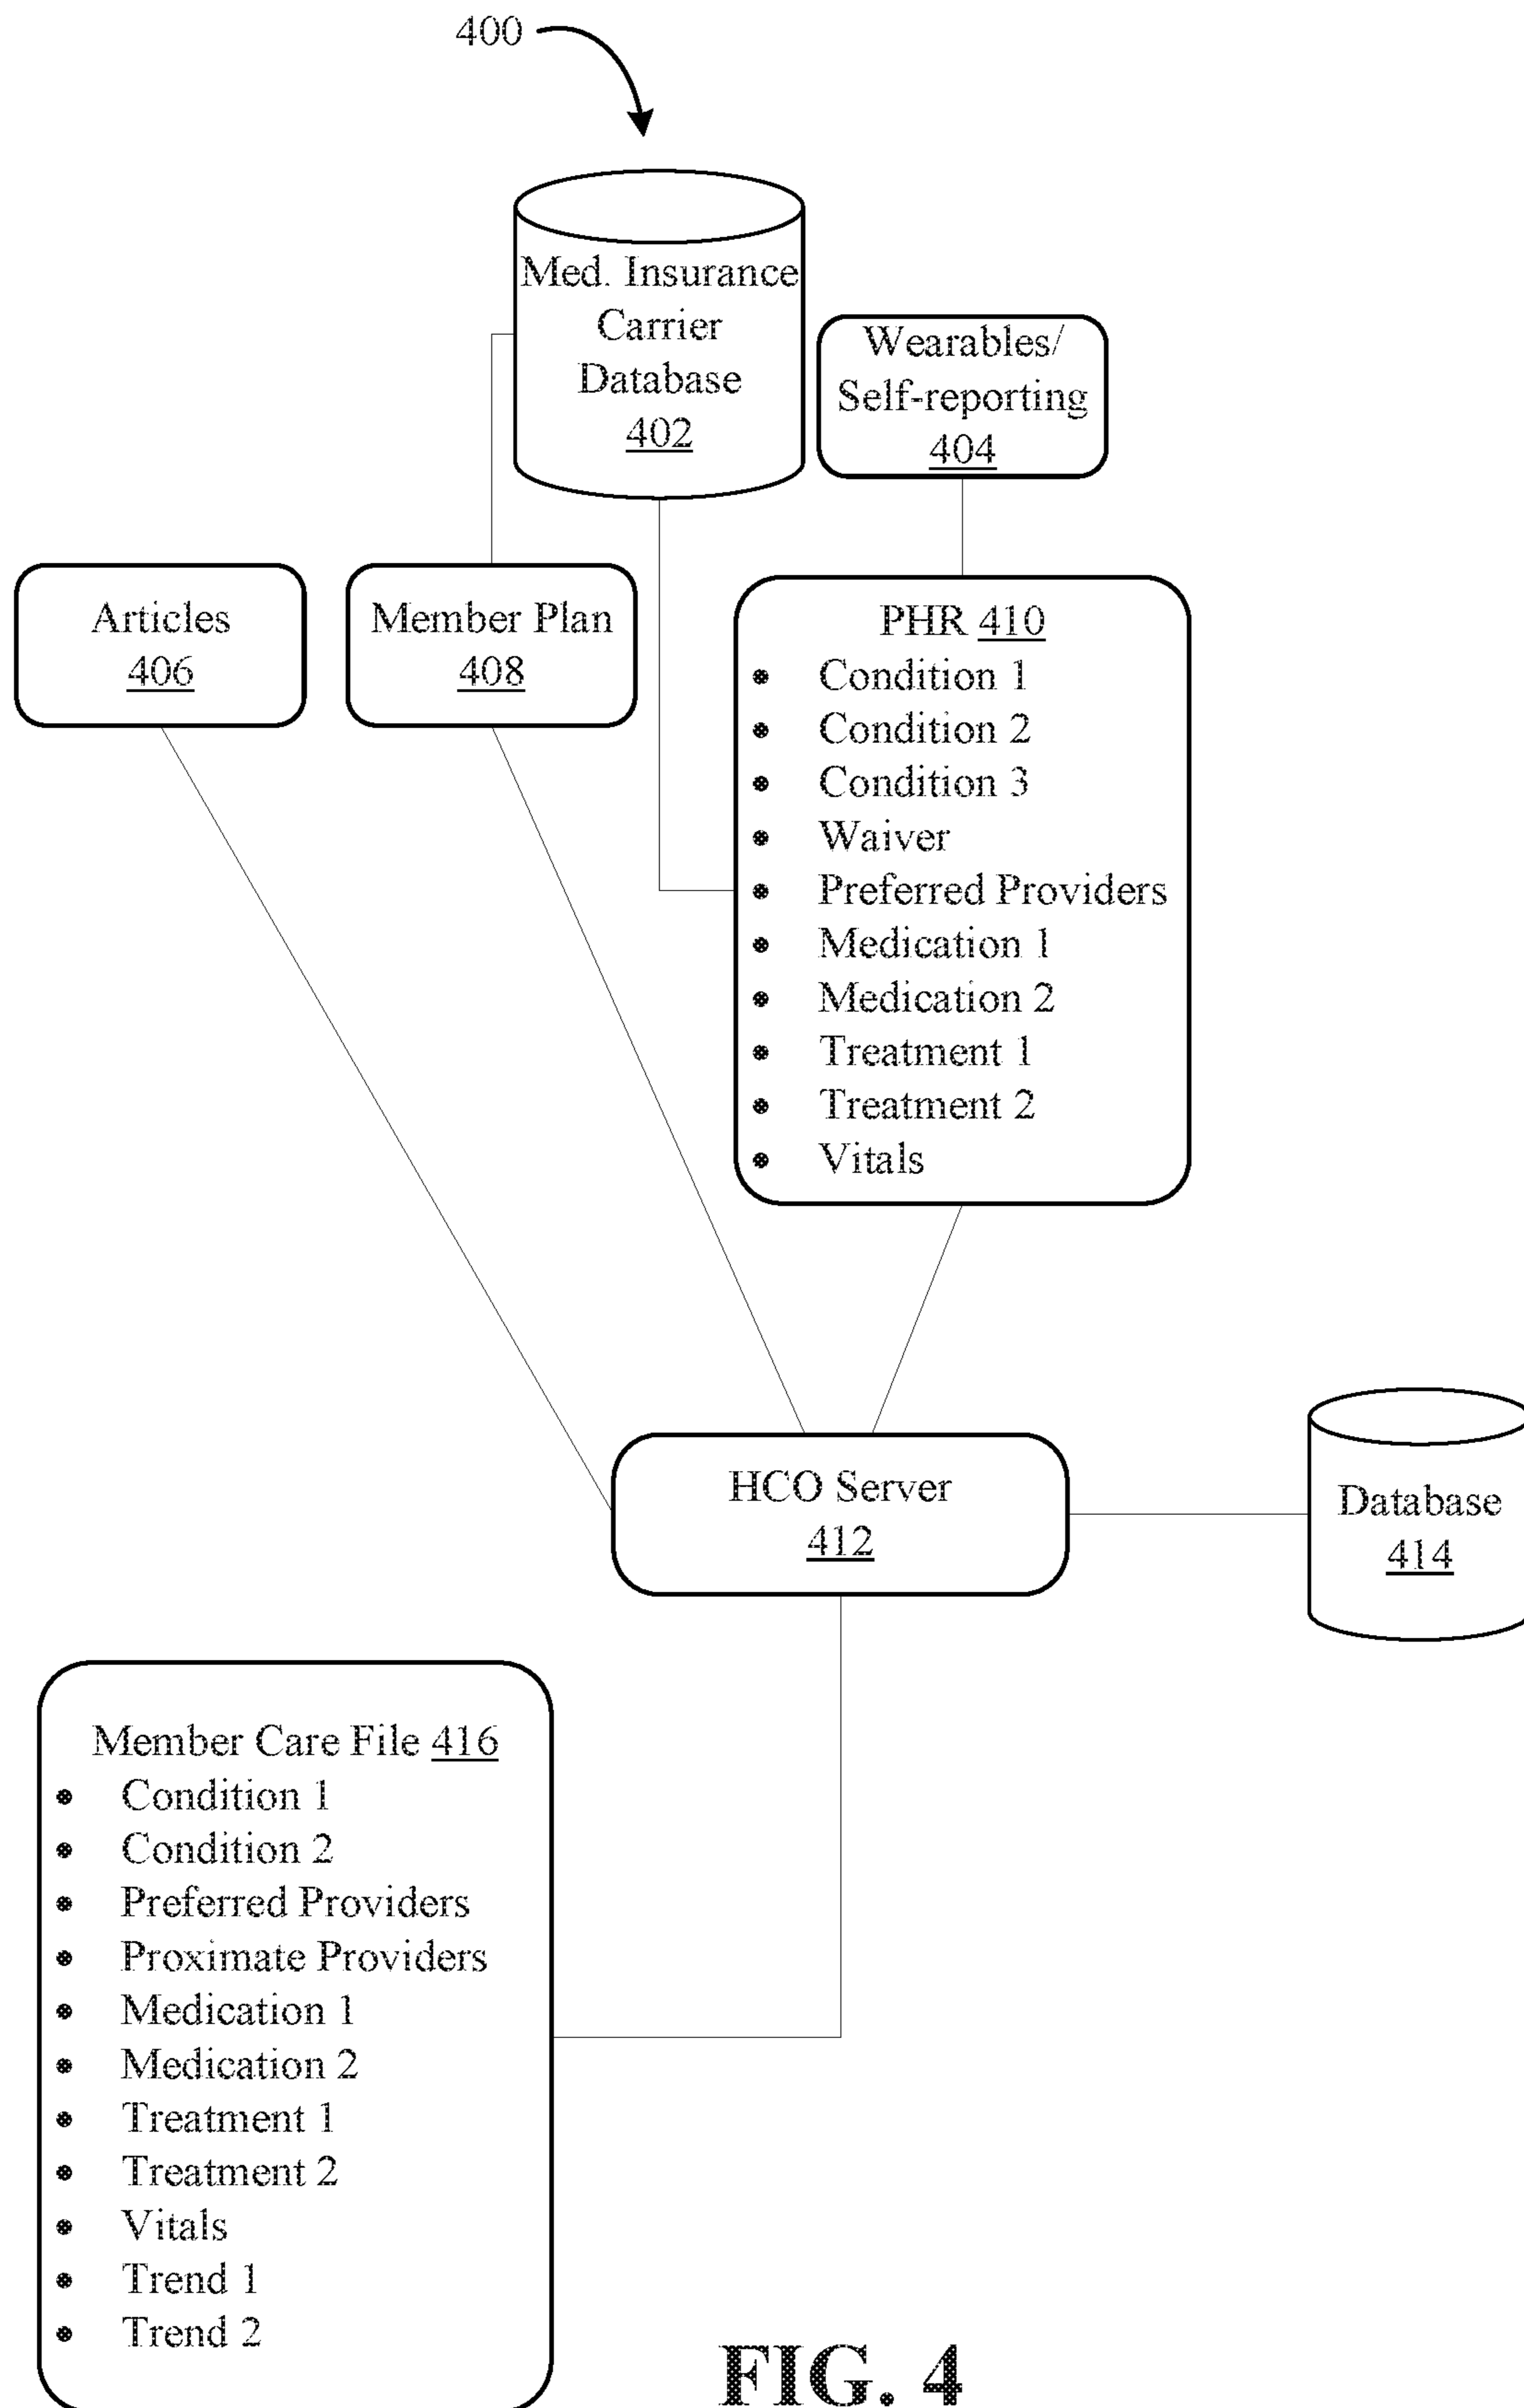 400
Med. Insurance
Carrier
Database
402
Wearables/
Self-reporting
404
Articles
406
Member Plan
408
PHR 410
• Condition 1
• Condition 2
• Condition 3
• Waiver
• Preferred Providers
• Medication 1
• Medication 2
• Treatment 1
• Treatment 2
• Vitals
HCO Server
412
Database
414
Member Care File 416
• Condition 1
• Condition 2
• Preferred Providers
• Proximate Providers
• Medication 1
• Medication 2
• Treatment 1
• Treatment 2
• Vitals
• Trend 1
• Trend 2
FIG. 4